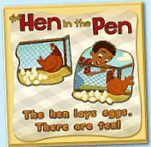 The Hen in the Pen
The hen lays eggs.
There are ten!